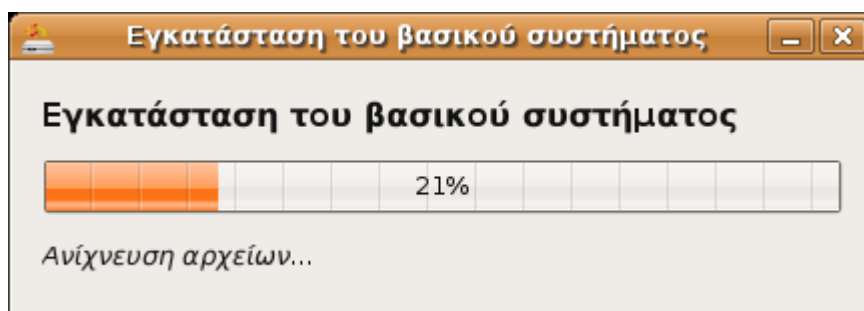 Εγκατάσταση του βασικού συστήματος
Εγκατάσταση του βασικού συστήματος
21%
Ανίχνευση αρχείων...